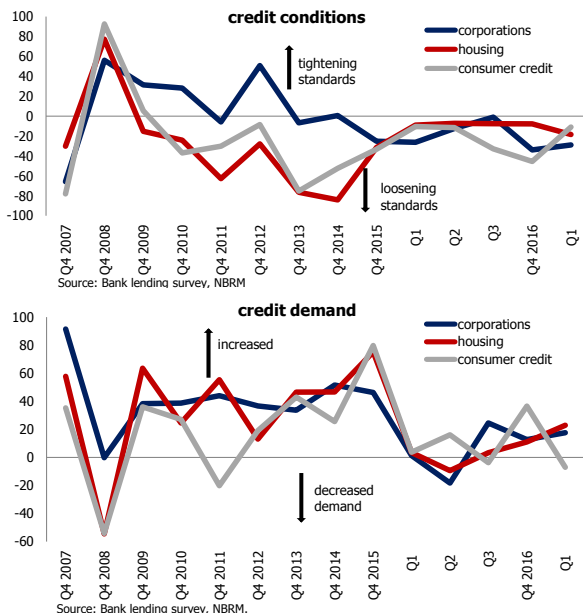 credit conditions
100
80
60
40
20
0
-20
-40
-60
-80
-100
corporations
housing
consumer credit
tightening
standards
loosening
standards
Q4 2007
Q4 2008
Q4 2009
Q4 2010
Q4 2011
Q4 2012
Q4 2013
Q4 2014
Q4 2015
Q1
Q2
Q3
Q4 2016
Q1
Source: Bank lending survey, NBRM
credit demand
100
80
60
40
20
0
-20
-40
-60
corporations
housing
consumer credit
increased
decreased
demand
Q4 2007
Q4 2008
Q4 2009
Q4 2010
Q4 2011
Q4 2012
Q4 2013
Q4 2014
Q4 2015
Q1
Q2
Q3
Q4 2016
Q1
Source: Bank lending survey, NBRM.